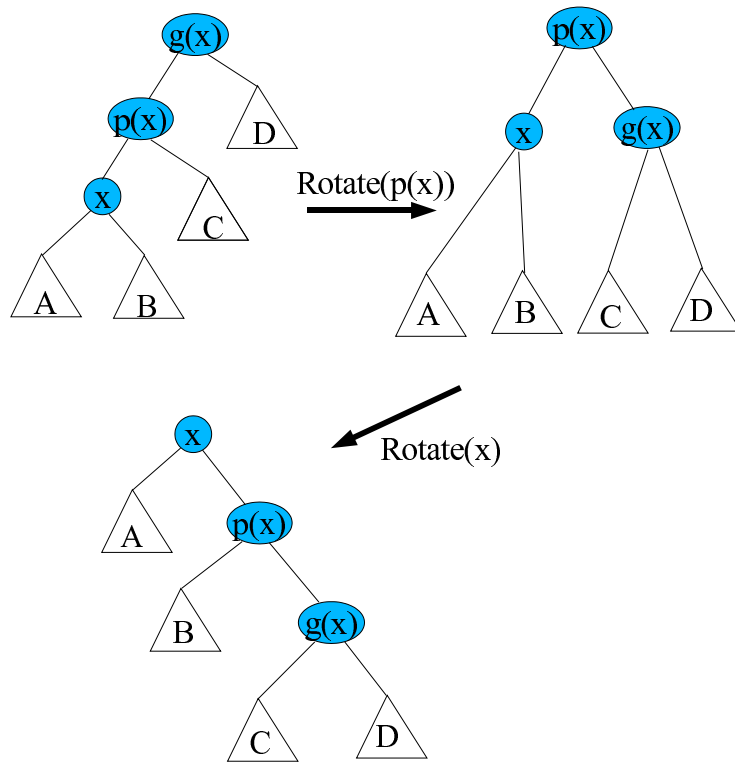 g(x)
p(x)
D
x
C
A
B
Rotate(p(x))
p(x)
x
g(x)
A
B
C
D
Rotate(x)
x
A
p(x)
B
g(x)
C
D